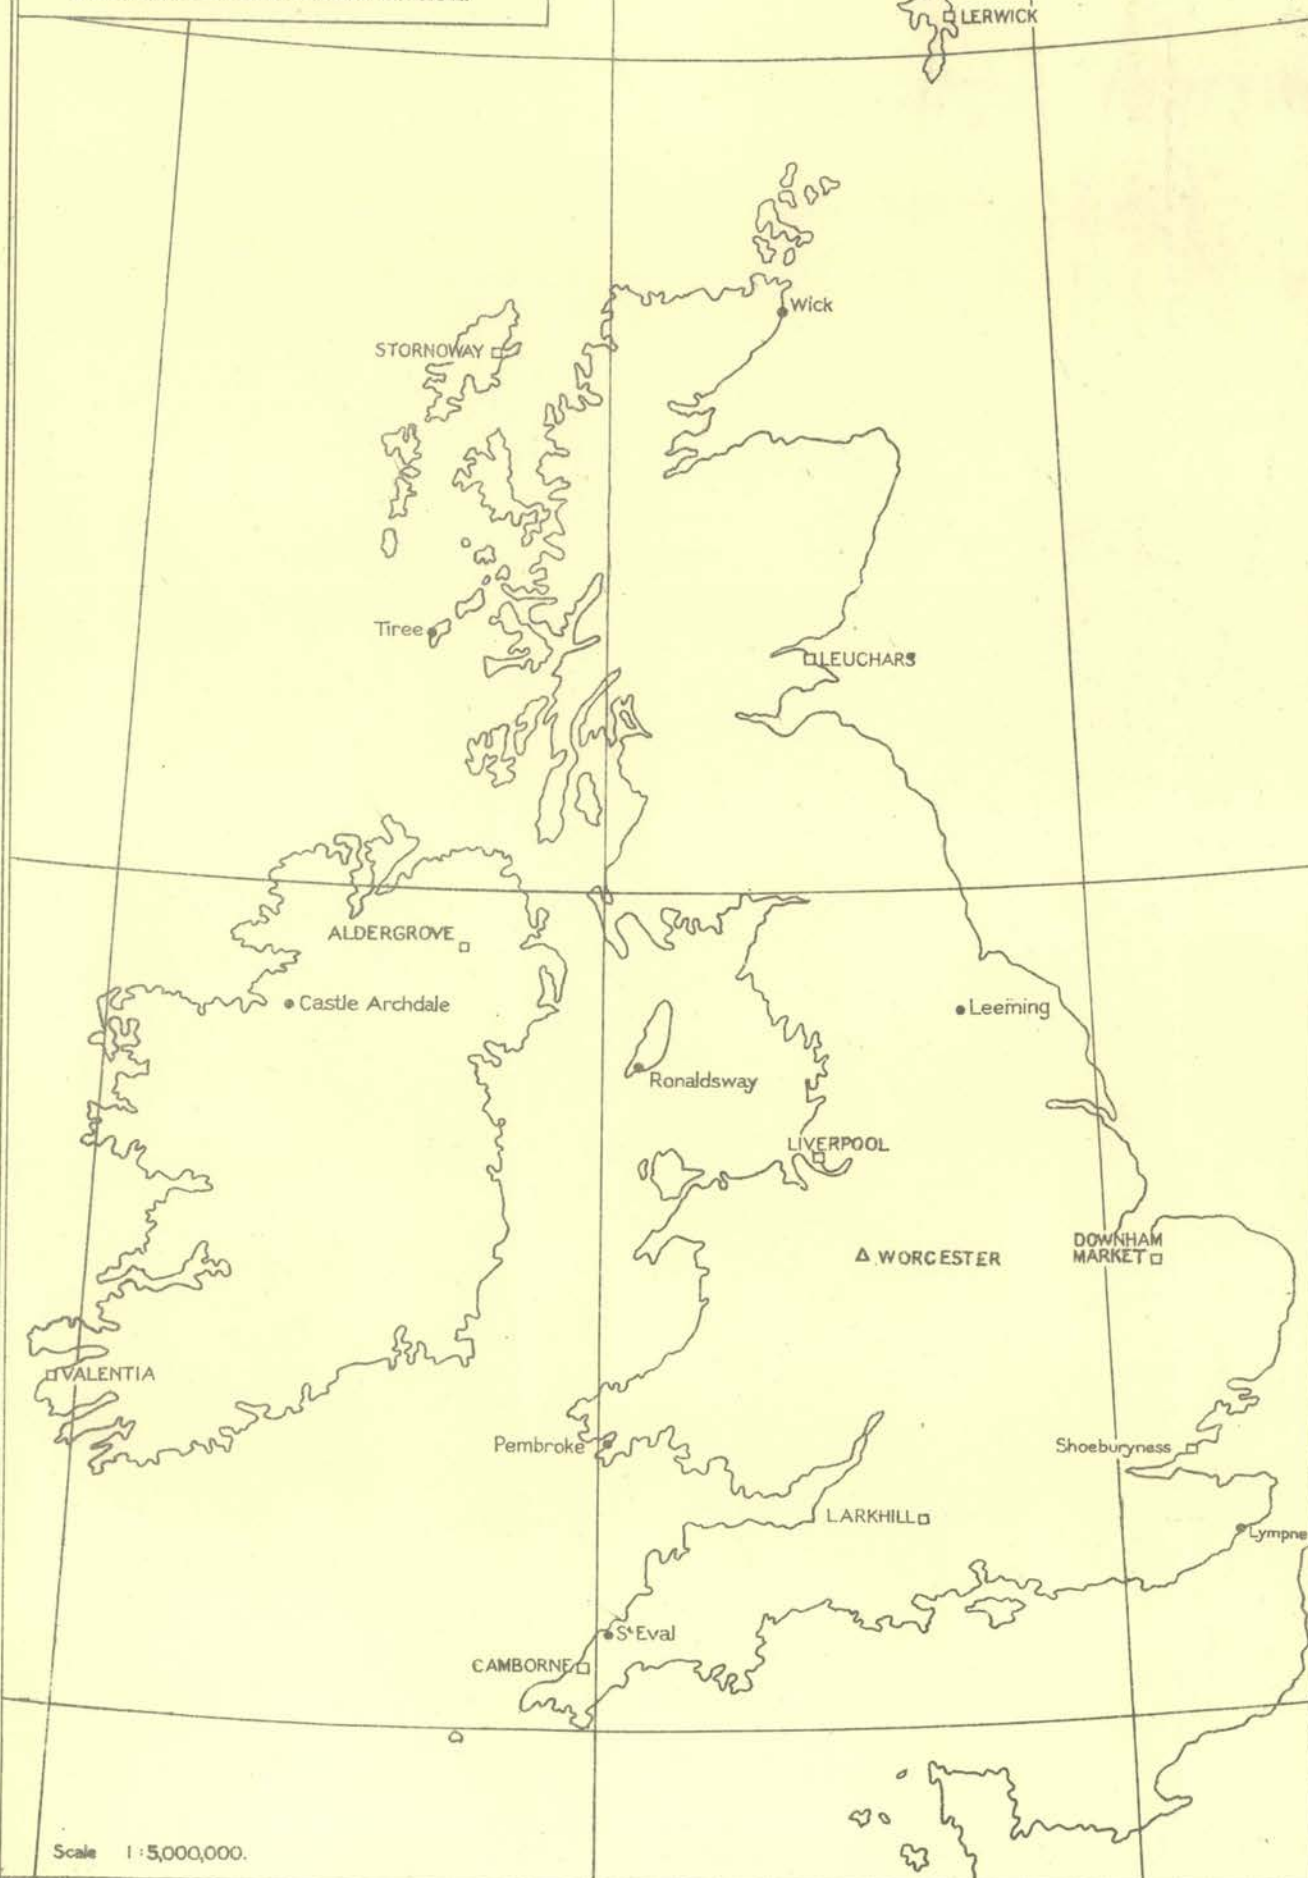 LERWICK
Wick
STORNOWAY
Tiree
LEUCHARS
ALDERGROVE
Castle Archdale
Leeming
Ronaldsway
LIVERPOOL
WORCESTER
DOWNHAM
MARKET
VALENTIA
Pembroke
Shoeburyness
LARKHILL
Lympne
St Eval
CAMBORNE
Scale 1:5,000,000.